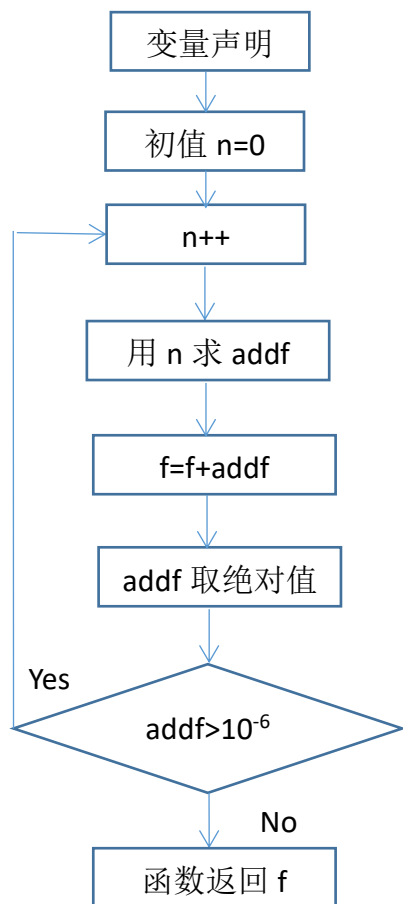 变量声明
初值 n=0
n++
用 n 求 addf
f=f+addf
addf 取绝对值
Yes
addf>10⁻⁶
No
函数返回 f